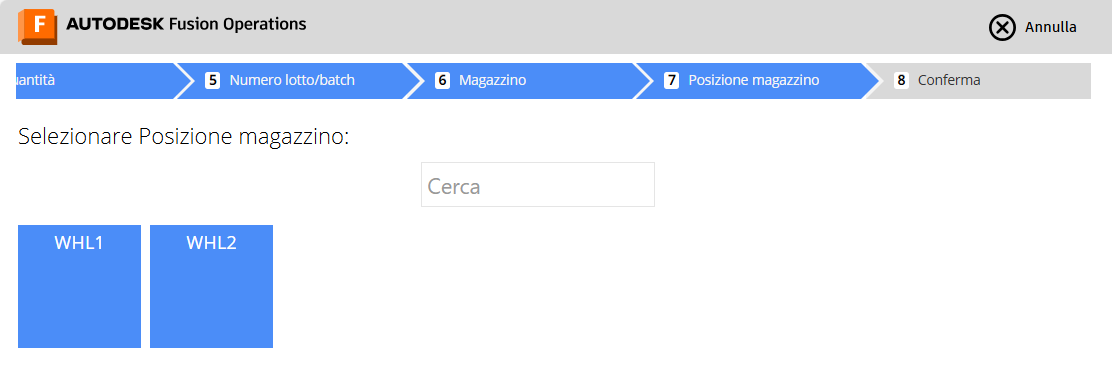 F AUTODESK Fusion Operations
Annulla
uantità
5 Numero lotto/batch
6 Magazzino
7 Posizione magazzino
8 Conferma
Selezionare Posizione magazzino:
Cerca
WHL1
WHL2